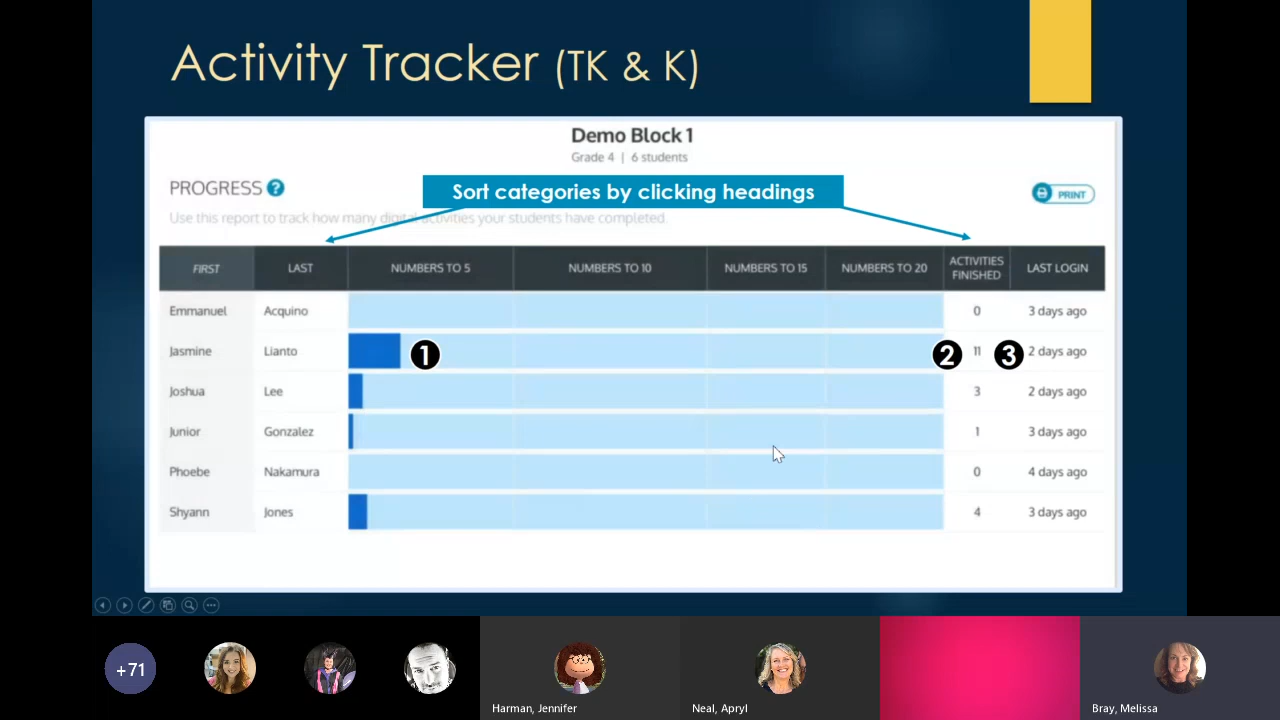 Activity Tracker (TK & K)
Demo Block 1
Grade 4 | 6 students
PROGRESS ?
Sort categories by clicking headings
PRINT
Use this report to track how many digital activities your students have completed.
FIRST LAST NUMBERS TO 5 NUMBERS TO 10 NUMBERS TO 15 NUMBERS TO 20 ACTIVITIES FINISHED LAST LOGIN
Emmanuel Acquino 0 3 days ago
Jasmine Lianto 1 2 11 3 2 days ago
Joshua Lee 3 2 days ago
Junior Gonzalez 1 3 days ago
Phoebe Nakamura 0 4 days ago
Shyann Jones 4 3 days ago
+71
Harman, Jennifer
Neal, Apryl
Bray, Melissa